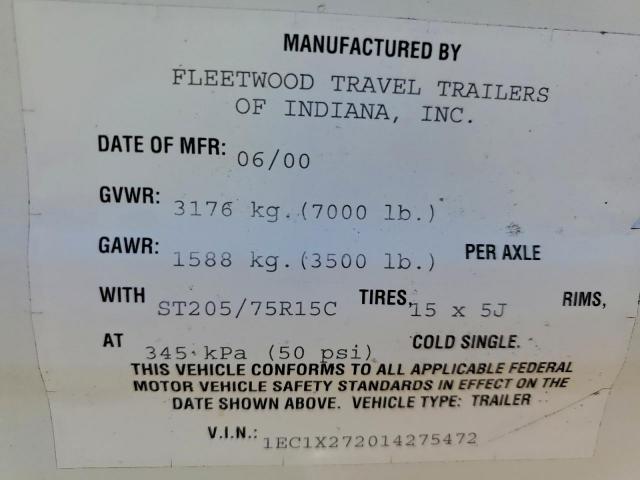 MANUFACTURED BY
FLEETWOOD TRAVEL TRAILERS
OF INDIANA, INC.
DATE OF MFR: 06/00
GVWR: 3176 kg.(7000 lb.)
GAWR: 1588 kg.(3500 lb.) PER AXLE
WITH ST205/75R15C TIRES, 15 x 5J RIMS,
AT 345 kPa (50 psi) COLD SINGLE.
THIS VEHICLE CONFORMS TO ALL APPLICABLE FEDERAL
MOTOR VEHICLE SAFETY STANDARDS IN EFFECT ON THE
DATE SHOWN ABOVE. VEHICLE TYPE: TRAILER
V.I.N.: 1EC1X272014275472